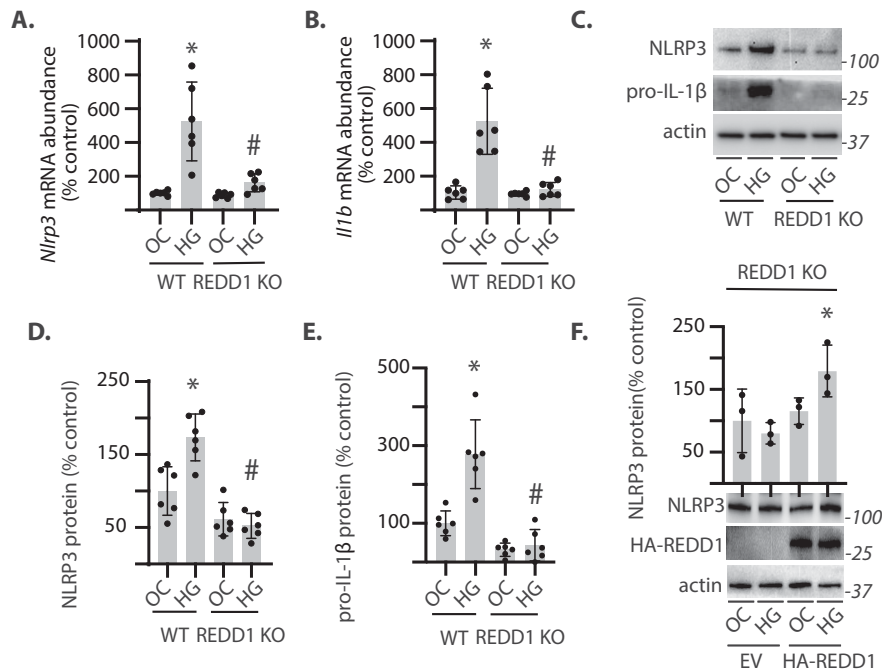 A.
Nlrp3 mRNA abundance
(% control)
1000
800
600
400
200
*
#
OC
HG
OC
HG
WT REDD1 KO
B.
Il1b mRNA abundance
(% control)
1000
800
600
400
200
*
#
OC
HG
OC
HG
WT REDD1 KO
C.
NLRP3
-100
pro-IL-1β
-25
actin
-37
OC
HG
OC
HG
WT REDD1 KO
D.
NLRP3 protein (% control)
250
150
50
*
#
OC
HG
OC
HG
WT REDD1 KO
E.
pro-IL-1β protein (% control)
500
300
100
*
#
OC
HG
OC
HG
WT REDD1 KO
F.
REDD1 KO
NLRP3 protein(% control)
250
150
50
*
NLRP3
-100
HA-REDD1
-25
actin
-37
OC
HG
OC
HG
EV HA-REDD1